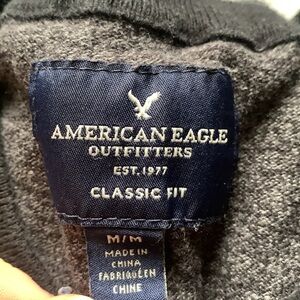 AMERICAN EAGLE
OUTFITTERS
EST. 1977
CLASSIC FIT
M/M
MADE IN
CHINA
FABRIQUÉ EN
CHINE